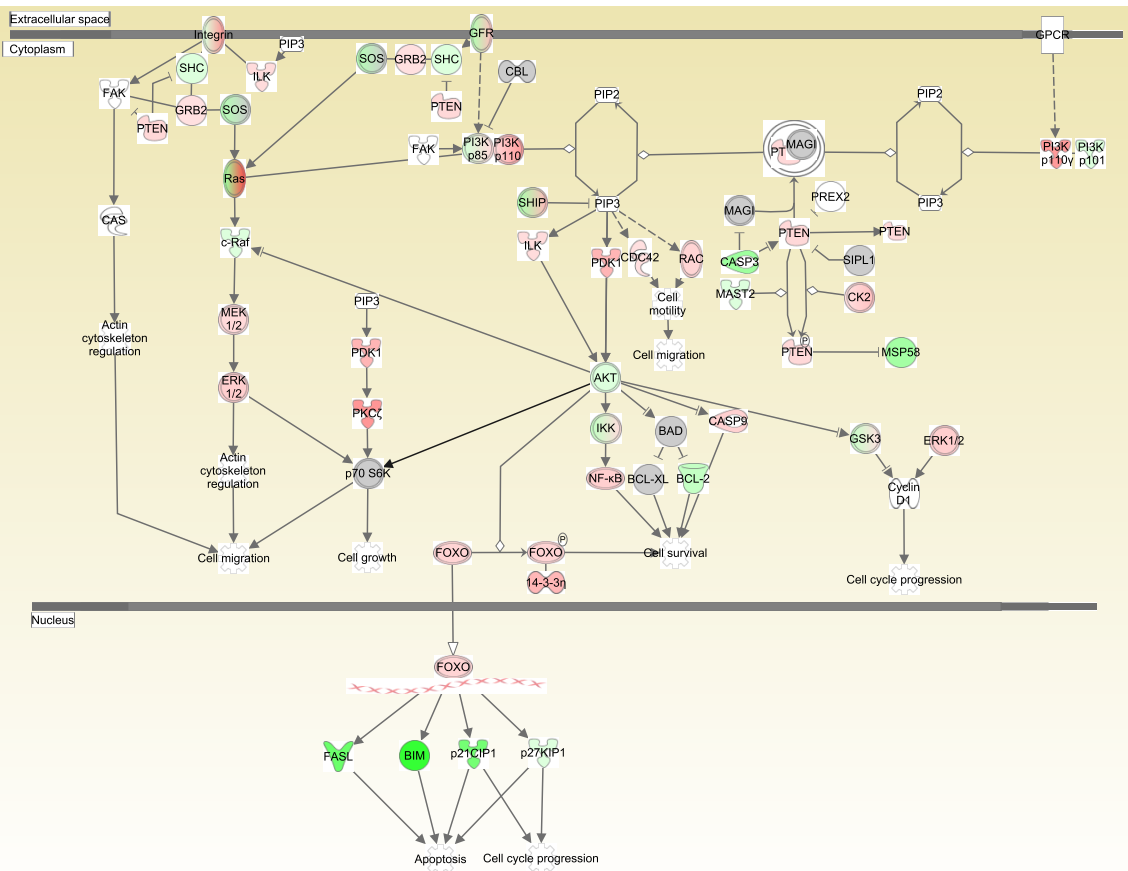 Extracellular space
Cytoplasm
Integrin
PIP3
GFR
GPCR
SHC
ILK
SOS
GRB2
SHC
CBL
FAK
GRB2
SOS
PTEN
PTEN
PIP2
PIP2
FAK
PI3K
p85
PI3K
p110
PT
MAGI
PI3K
p110γ
PI3K
p101
Ras
SHIP
PIP3
MAGI
PREX2
PIP3
CAS
c-Raf
ILK
PDK1
CDC42
RAC
PTEN
PTEN
CASP3
SIPL1
MAST2
CK2
PIP3
Cell
motility
MEK
1/2
Actin
cytoskeleton
regulation
PDK1
Cell migration
PTEN
P
MSP58
ERK
1/2
AKT
PKCζ
IKK
BAD
CASP9
GSK3
ERK1/2
Actin
cytoskeleton
regulation
p70 S6K
NF-κB
BCL-XL
BCL-2
Cyclin
D1
Cell migration
Cell growth
FOXO
FOXO
P
Cell survival
14-3-3η
Cell cycle progression
Nucleus
FOXO
FASL
BIM
p21CIP1
p27KIP1
Apoptosis
Cell cycle progression